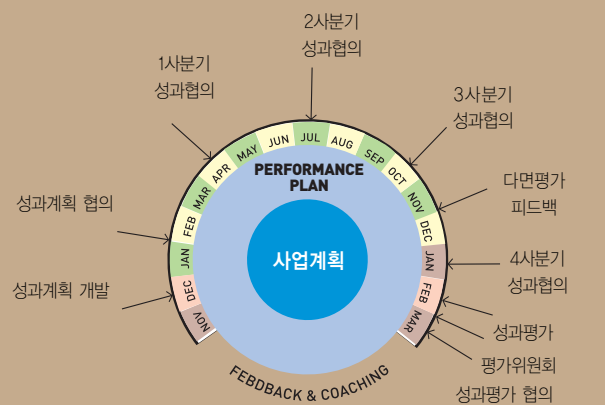 2사분기
성과협의
1사분기
성과협의
3사분기
성과협의
다면평가
피드백
4사분기
성과협의
성과평가
평가위원회
성과평가 협의
성과계획 협의
성과계획 개발
NOV
DEC
JAN
FEB
MAR
APR
MAY
JUN
JUL
AUG
SEP
OCT
NOV
DEC
JAN
FEB
MAR
PERFORMANCE
PLAN
사업계획
FEBDBACK & COACHING